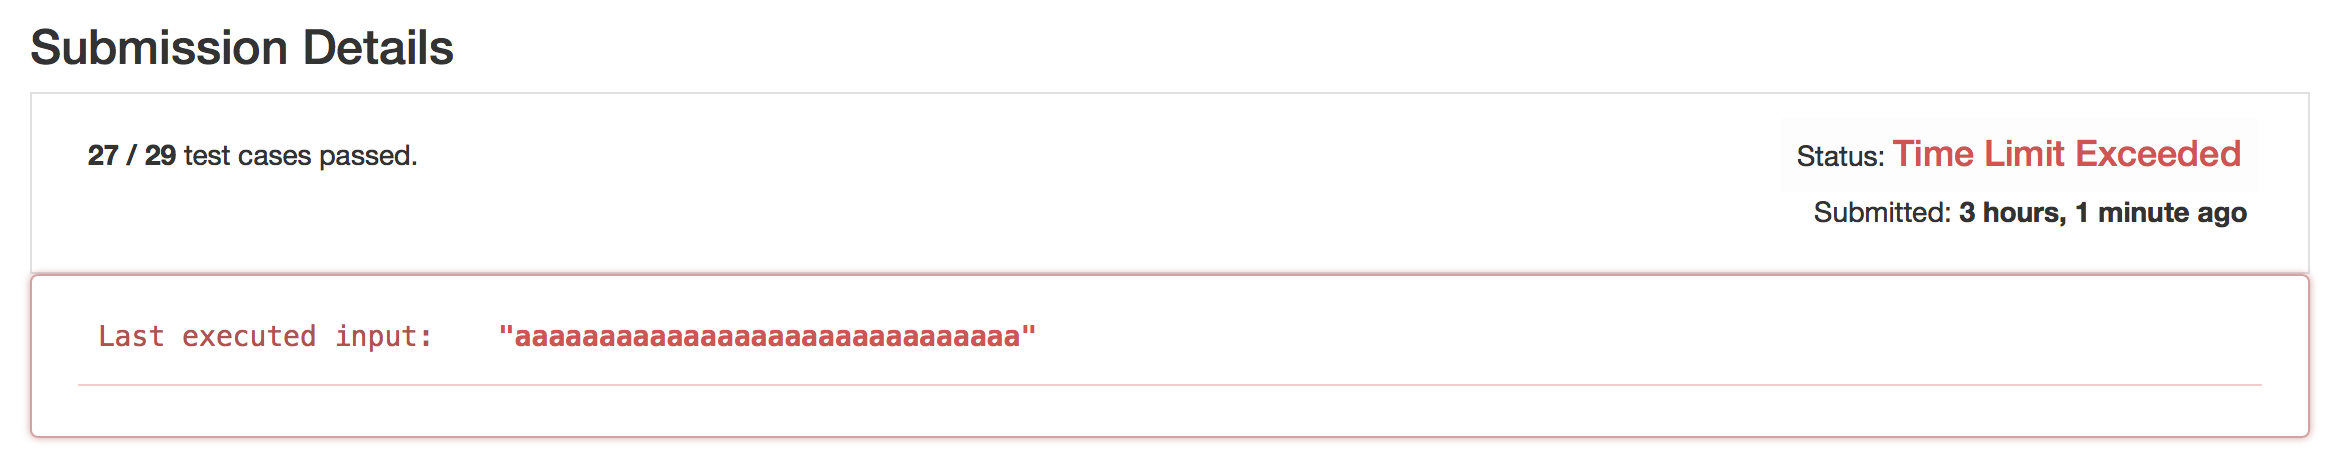 Submission Details
27 / 29 test cases passed.
Status: Time Limit Exceeded
Submitted: 3 hours, 1 minute ago
Last executed input: "aaaaaaaaaaaaaaaaaaaaaaaaaaaaaa"